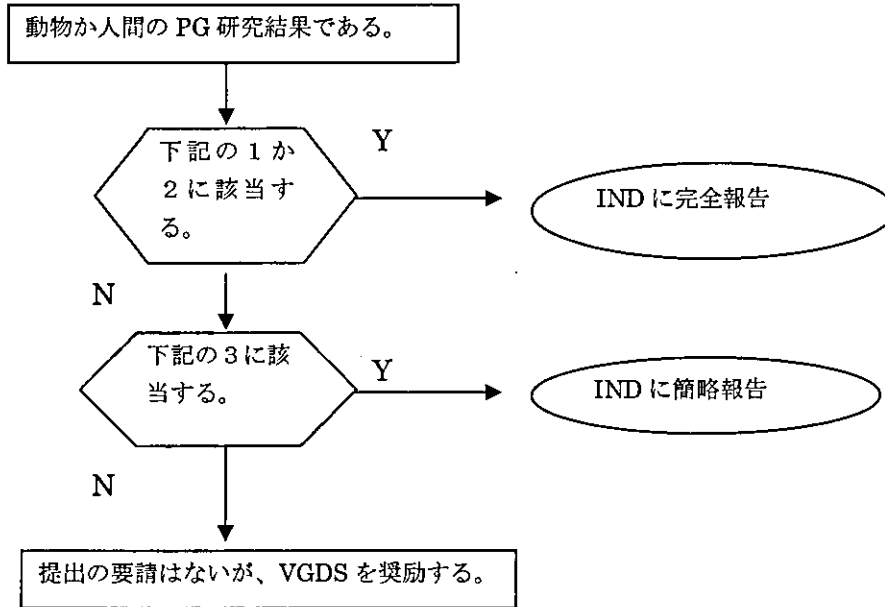 動物か人間の PG 研究結果である。
下記の 1 か
2 に該当す
る。
Y
IND に完全報告
N
下記の 3 に該
当する。
Y
IND に簡略報告
N
提出の要請はないが、VGDS を奨励する。